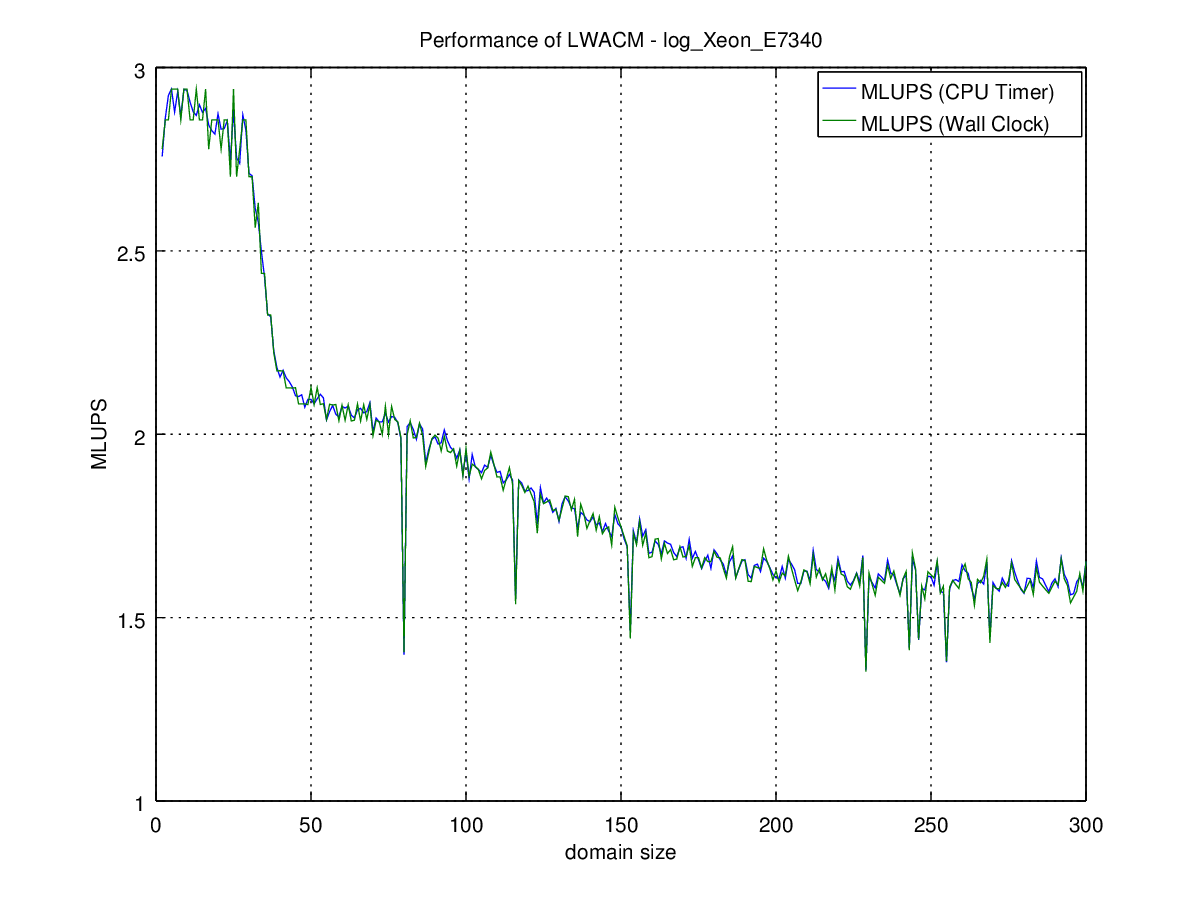 Performance of LWACM - log_Xeon_E7340
MLUPS (CPU Timer)
MLUPS (Wall Clock)
3
2.5
2
1.5
1
MLUPS
0 50 100 150 200 250 300
domain size